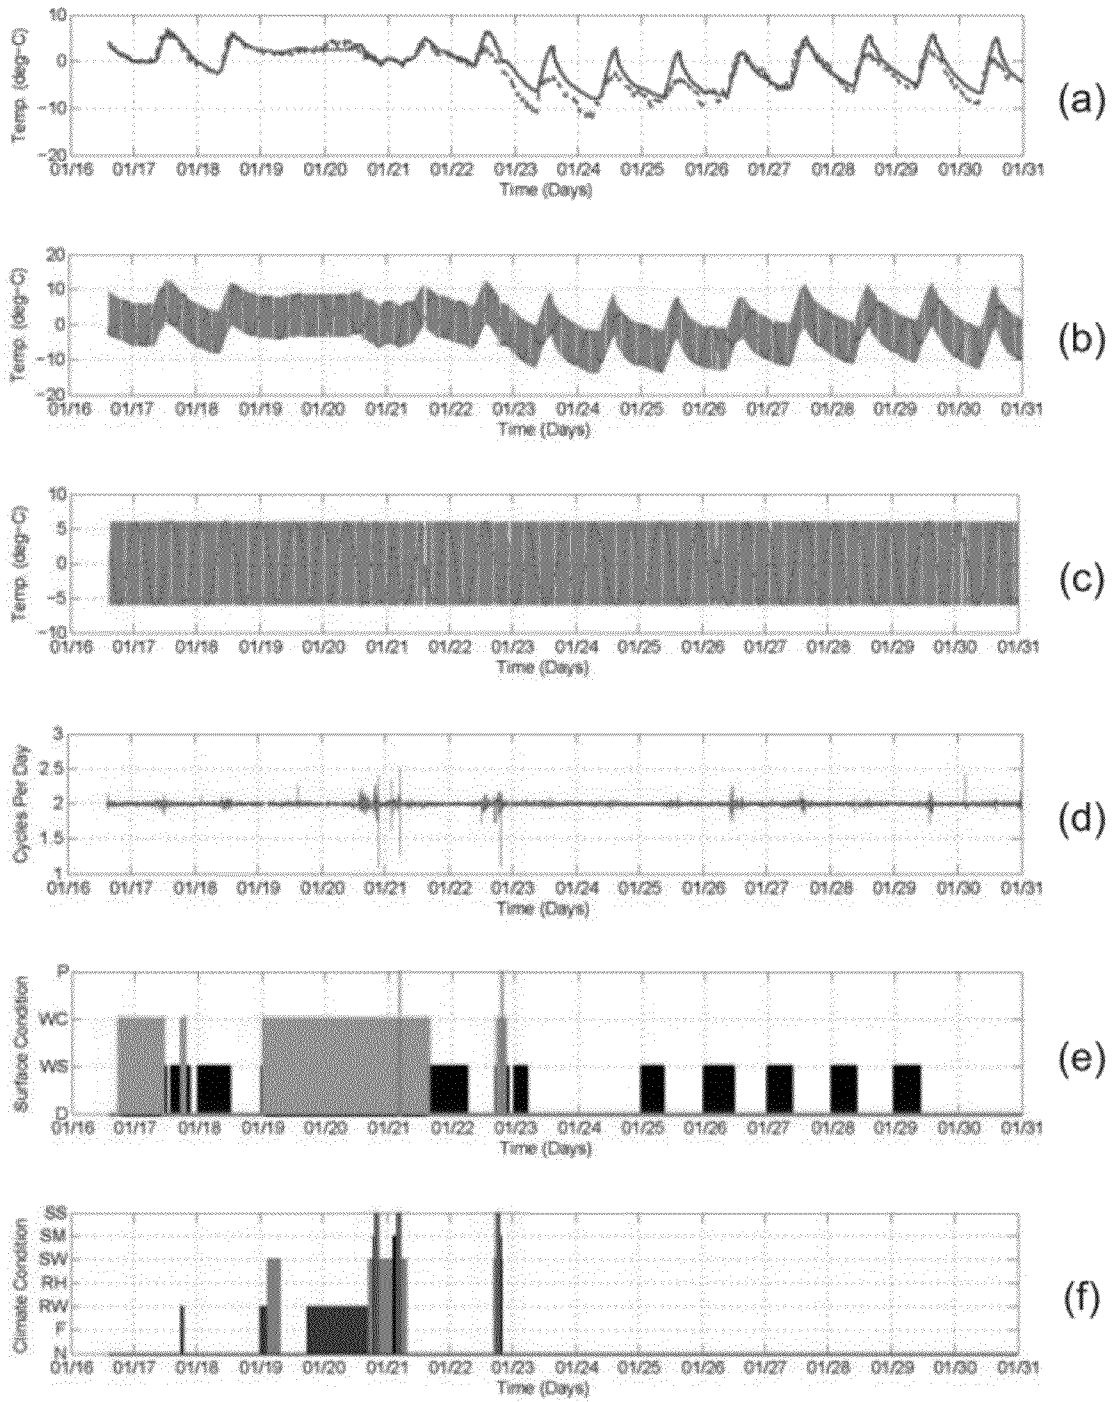 10
0
−10
−20
Temp. (deg−C)
01/16 01/17 01/18 01/19 01/20 01/21 01/22 01/23 01/24 01/25 01/26 01/27 01/28 01/29 01/30 01/31
Time (Days)
(a)
20
10
0
−10
−20
Temp. (deg−C)
01/16 01/17 01/18 01/19 01/20 01/21 01/22 01/23 01/24 01/25 01/26 01/27 01/28 01/29 01/30 01/31
Time (Days)
(b)
10
5
0
−5
−10
Temp. (deg−C)
01/16 01/17 01/18 01/19 01/20 01/21 01/22 01/23 01/24 01/25 01/26 01/27 01/28 01/29 01/30 01/31
Time (Days)
(c)
3
2.5
2
1.5
1
Cycles Per Day
01/16 01/17 01/18 01/19 01/20 01/21 01/22 01/23 01/24 01/25 01/26 01/27 01/28 01/29 01/30 01/31
Time (Days)
(d)
P
WC
WS
D
Surface Condition
01/16 01/17 01/18 01/19 01/20 01/21 01/22 01/23 01/24 01/25 01/26 01/27 01/28 01/29 01/30 01/31
Time (Days)
(e)
SS
SM
SW
RH
RW
F
N
Climate Condition
01/16 01/17 01/18 01/19 01/20 01/21 01/22 01/23 01/24 01/25 01/26 01/27 01/28 01/29 01/30 01/31
Time (Days)
(f)